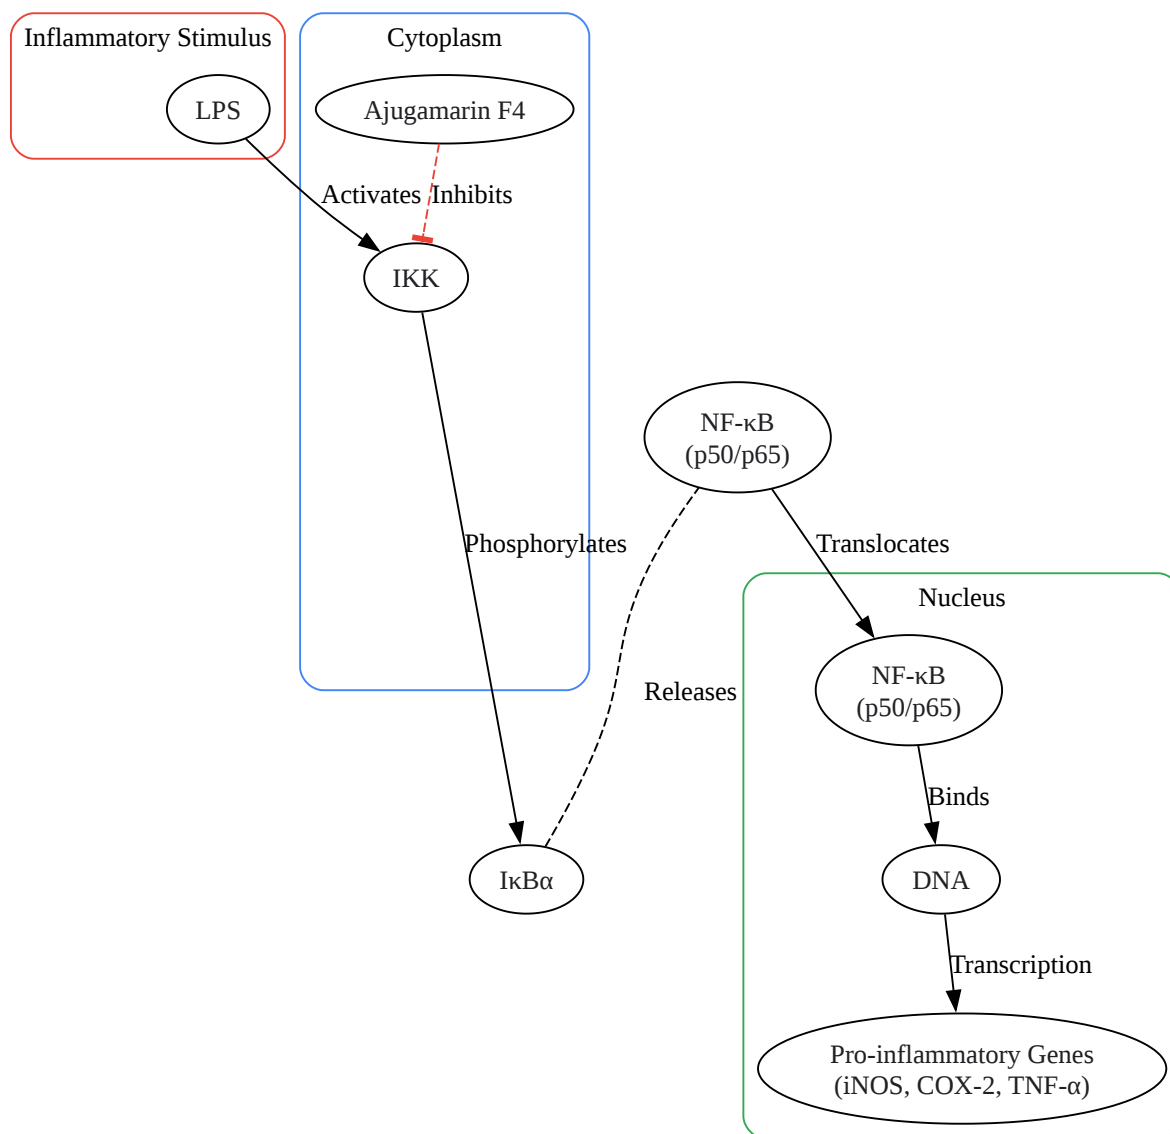 Inflammatory Stimulus
Cytoplasm
LPS
Ajugamarin F4
Activates
Inhibits
IKK
NF-κB
(p50/p65)
Phosphorylates
Translocates
Nucleus
NF-κB
(p50/p65)
Releases
Binds
IκBα
DNA
Transcription
Pro-inflammatory Genes
(iNOS, COX-2, TNF-α)